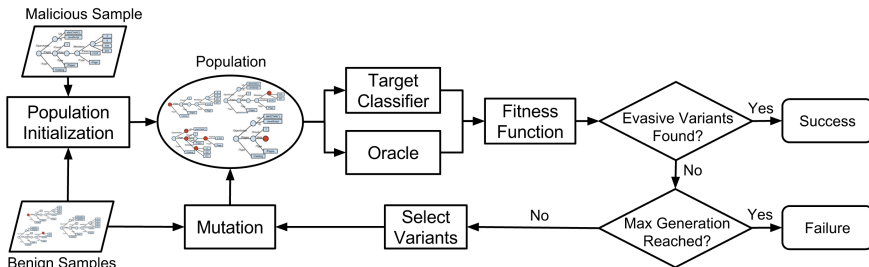 Malicious Sample
Population
Initialization
Population
Target
Classifier
Oracle
Fitness
Function
Evasive Variants
Found?
Yes
Success
No
Max Generation
Reached?
Yes
Failure
No
Select
Variants
Mutation
Benign Samples